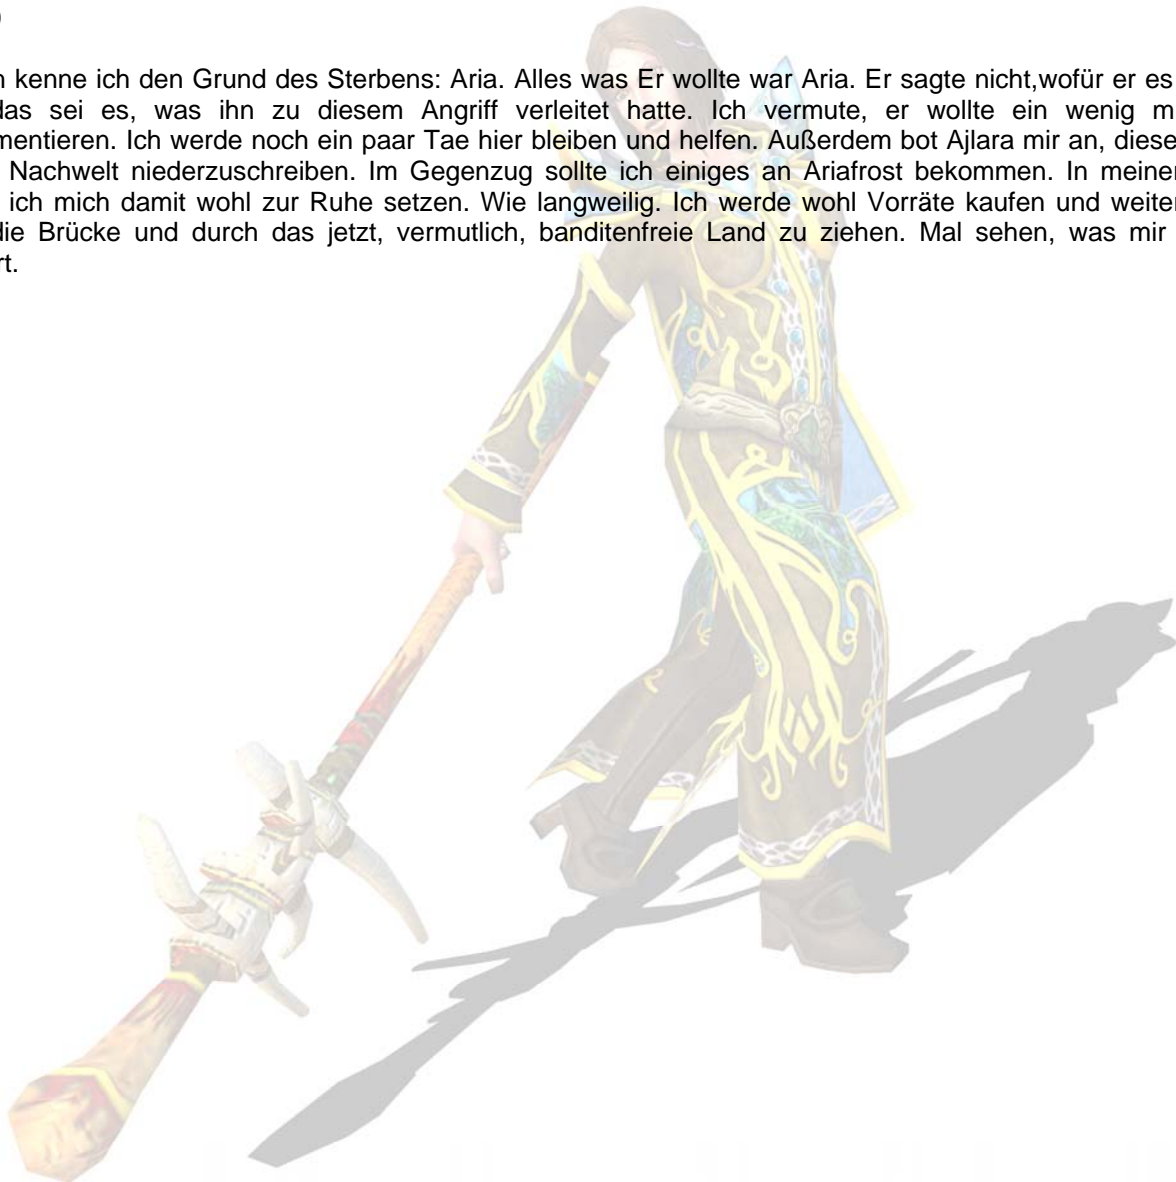 )
n kenne ich den Grund des Sterbens: Aria. Alles was Er wollte war Aria. Er sagte nicht,wofür er es
das sei es, was ihn zu diesem Angriff verleitet hatte. Ich vermute, er wollte ein wenig m
mentieren. Ich werde noch ein paar Tae hier bleiben und helfen. Außerdem bot Ajlara mir an, diese
Nachwelt niederzuschreiben. Im Gegenzug sollte ich einiges an Ariafrost bekommen. In meiner
ich mich damit wohl zur Ruhe setzen. Wie langweilig. Ich werde wohl Vorräte kaufen und weiter
die Brücke und durch das jetzt, vermutlich, banditenfreie Land zu ziehen. Mal sehen, was mir
rt.